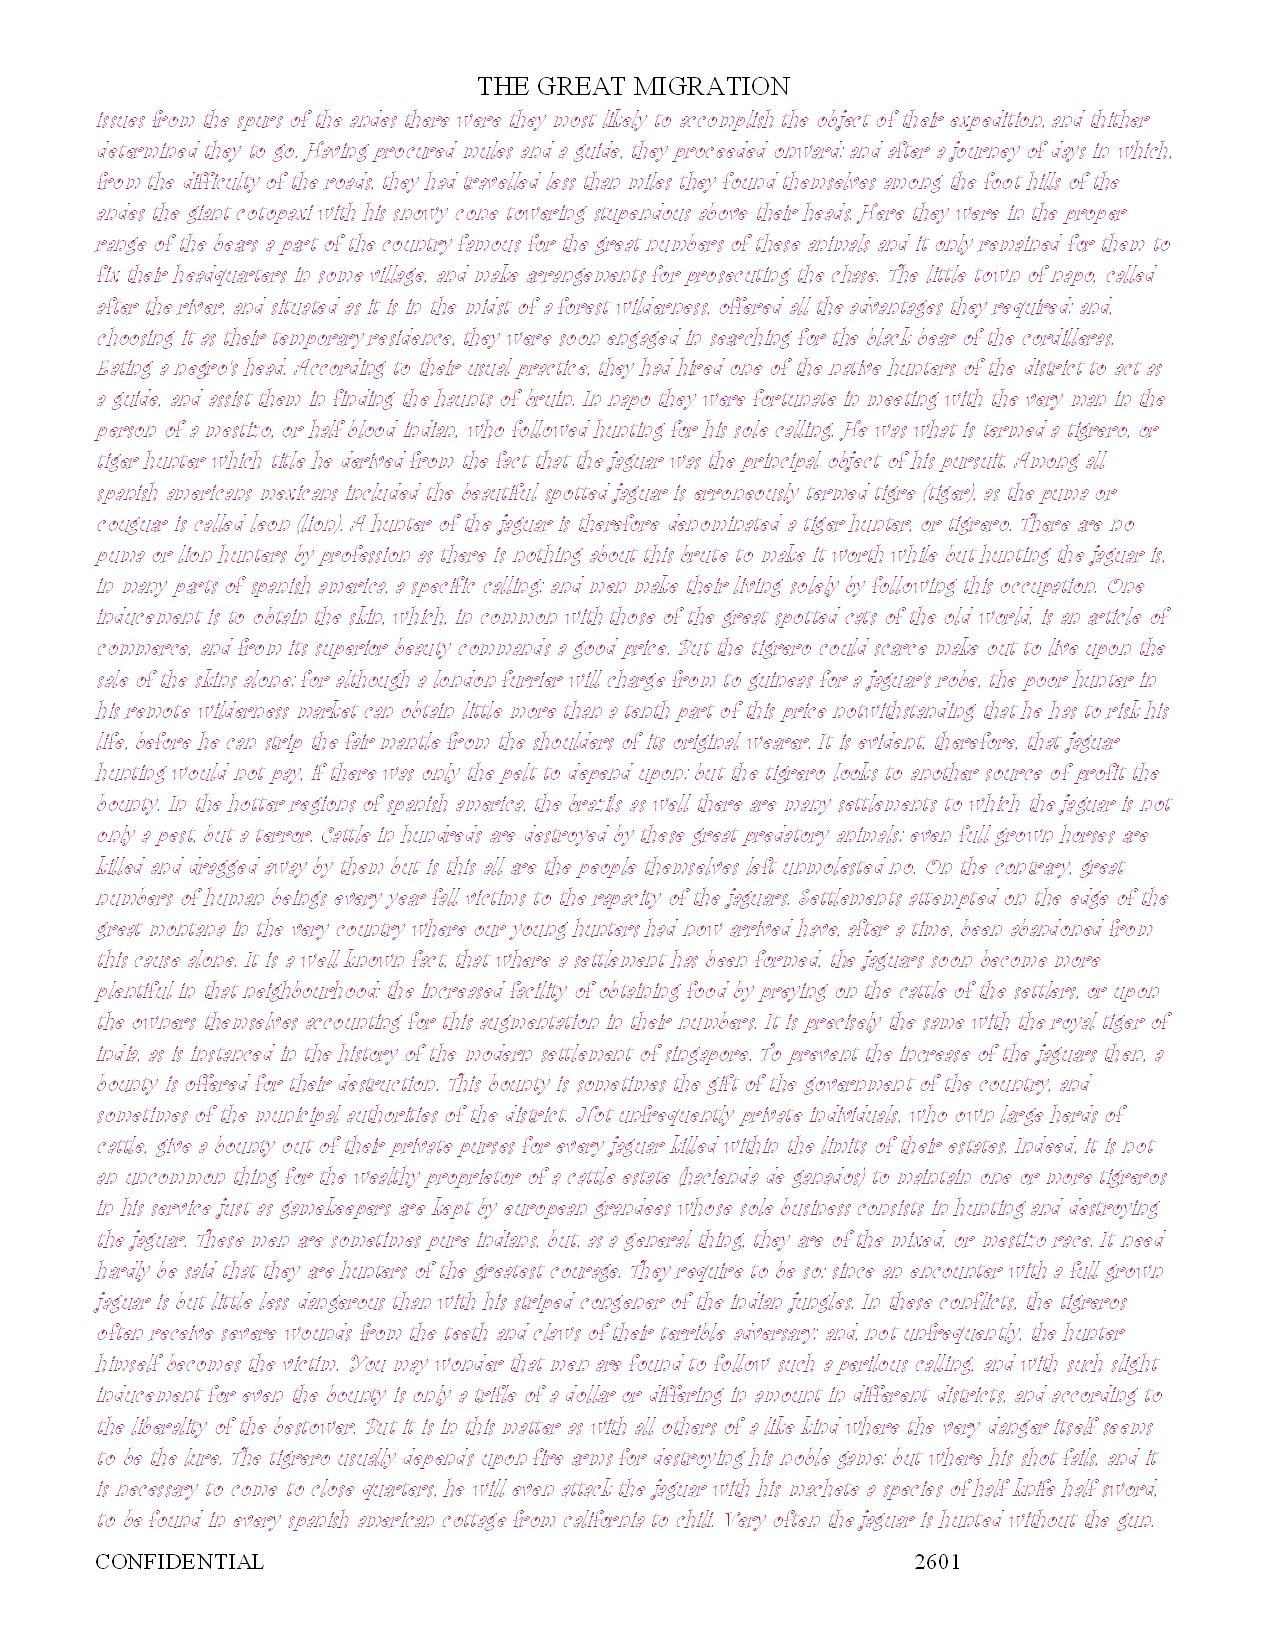 THE GREAT MIGRATION
issues from the spurs of the andes there were they most likely to accomplish the object of their expedition, and thither
determined they to go. Having procured mules and a guide, they proceeded onward; and after a journey of days in which,
from the difficulty of the roads, they had travelled less than miles they found themselves among the foot hills of the
andes the giant cotopaxi with his snowy cone towering stupendous above their heads. Here they were in the proper
range of the bears a part of the country famous for the great numbers of these animals and it only remained for them to
fix their headquarters in some village, and make arrangements for prosecuting the chase. The little town of napo, called
after the river, and situated as it is in the midst of a forest wilderness, offered all the advantages they required; and,
choosing it as their temporary residence, they were soon engaged in searching for the black bear of the cordilleras.
Eating a negro's head. According to their usual practice, they had hired one of the native hunters of the district to act as
a guide, and assist them in finding the haunts of bruin. In napo they were fortunate in meeting with the very man in the
person of a mestizo, or half blood indian, who followed hunting for his sole calling. He was what is termed a tigrero, or
tiger hunter which title he derived from the fact that the jaguar was the principal object of his pursuit. Among all
spanish americans mexicans included the beautiful spotted jaguar is erroneously termed tigre (tiger), as the puma or
couguar is called leon (lion). A hunter of the jaguar is therefore denominated a tiger hunter, or tigrero. There are no
puma or lion hunters by profession as there is nothing about this brute to make it worth while but hunting the jaguar is,
in many parts of spanish america, a specific calling; and men make their living solely by following this occupation. One
inducement is to obtain the skin, which, in common with those of the great spotted cats of the old world, is an article of
commerce, and from its superior beauty commands a good price. But the tigrero could scarce make out to live upon the
sale of the skins alone; for although a london furrier will charge from to guineas for a jaguar's robe, the poor hunter in
his remote wilderness market can obtain little more than a tenth part of this price notwithstanding that he has to risk his
life, before he can strip the fair mantle from the shoulders of its original wearer. It is evident, therefore, that jaguar
hunting would not pay, if there was only the pelt to depend upon; but the tigrero looks to another source of profit the
bounty. In the hotter regions of spanish america, the brazils as well there are many settlements to which the jaguar is not
only a pest, but a terror. Cattle in hundreds are destroyed by these great predatory animals; even full grown horses are
killed and dragged away by them but is this all are the people themselves left unmolested no. On the contrary, great
numbers of human beings every year fall victims to the rapacity of the jaguars. Settlements attempted on the edge of the
great montana in the very country where our young hunters had now arrived have, after a time, been abandoned from
this cause alone. It is a well known fact, that where a settlement has been formed, the jaguars soon become more
plentiful in that neighbourhood; the increased facility of obtaining food by preying on the cattle of the settlers, or upon
the owners themselves accounting for this augmentation in their numbers. It is precisely the same with the royal tiger of
india, as is instanced in the history of the modern settlement of singapore. To prevent the increase of the jaguars then, a
bounty is offered for their destruction. This bounty is sometimes the gift of the government of the country, and
sometimes of the municipal authorities of the district. Not unfrequently private individuals, who own large herds of
cattle, give a bounty out of their private purses for every jaguar killed within the limits of their estates. Indeed, it is not
an uncommon thing for the wealthy proprietor of a cattle estate (hacienda de ganados) to maintain one or more tigreros
in his service just as gamekeepers are kept by european grandees whose sole business consists in hunting and destroying
the jaguar. These men are sometimes pure indians, but, as a general thing, they are of the mixed, or mestizo race. It need
hardly be said that they are hunters of the greatest courage. They require to be so; since an encounter with a full grown
jaguar is but little less dangerous than with his striped congener of the indian jungles. In these conflicts, the tigreros
often receive severe wounds from the teeth and claws of their terrible adversary; and, not unfrequently, the hunter
himself becomes the victim. You may wonder that men are found to follow such a perilous calling, and with such slight
inducement for even the bounty is only a trifle of a dollar or differing in amount in different districts, and according to
the liberality of the bestower. But it is in this matter as with all others of a like kind where the very danger itself seems
to be the lure. The tigrero usually depends upon fire arms for destroying his noble game; but where his shot fails, and it
is necessary to come to close quarters, he will even attack the jaguar with his machete a species of half knife half sword,
to be found in every spanish american cottage from california to chili. Very often the jaguar is hunted without the gun.
CONFIDENTIAL 2601